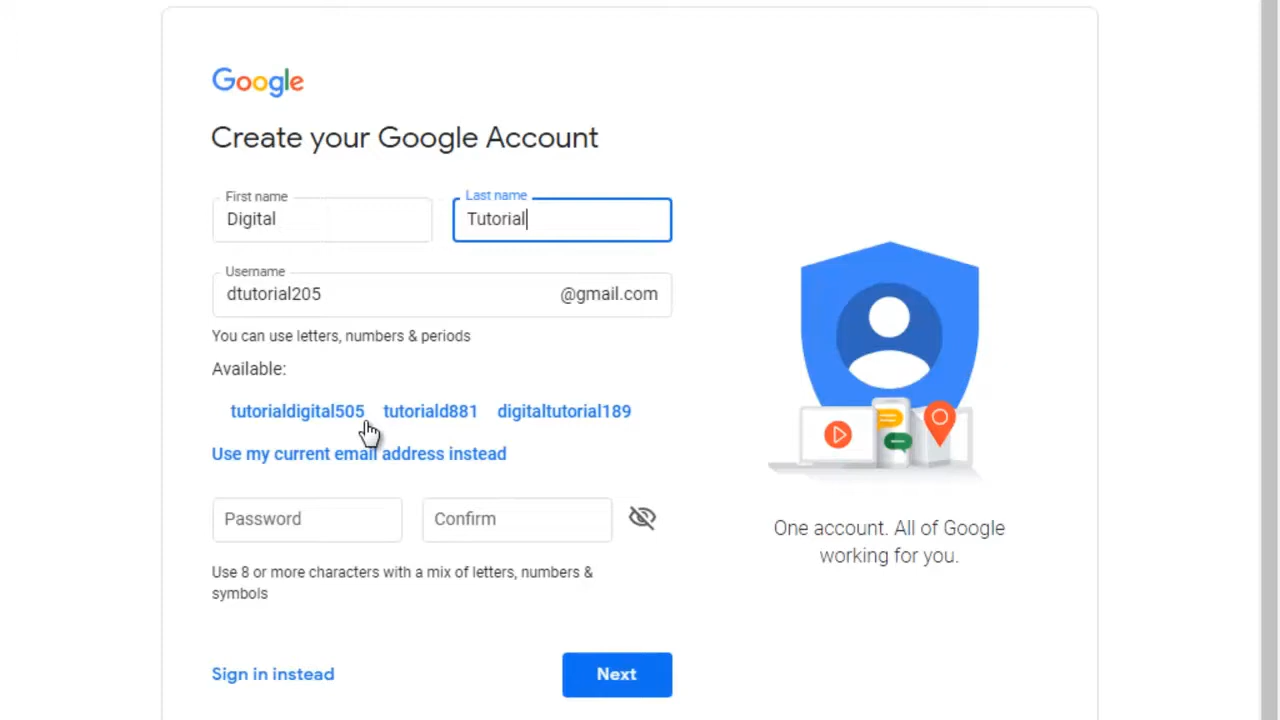 Google
Create your Google Account
First name
Last name
Digital
Tutorial
Username
dtutorial205
@gmail.com
You can use letters, numbers & periods
Available:
tutorialdigital505 tutoriald881 digitaltutorial189
Use my current email address instead
Password
Confirm
Use 8 or more characters with a mix of letters, numbers &
symbols
Sign in instead
Next
One account. All of Google
working for you.